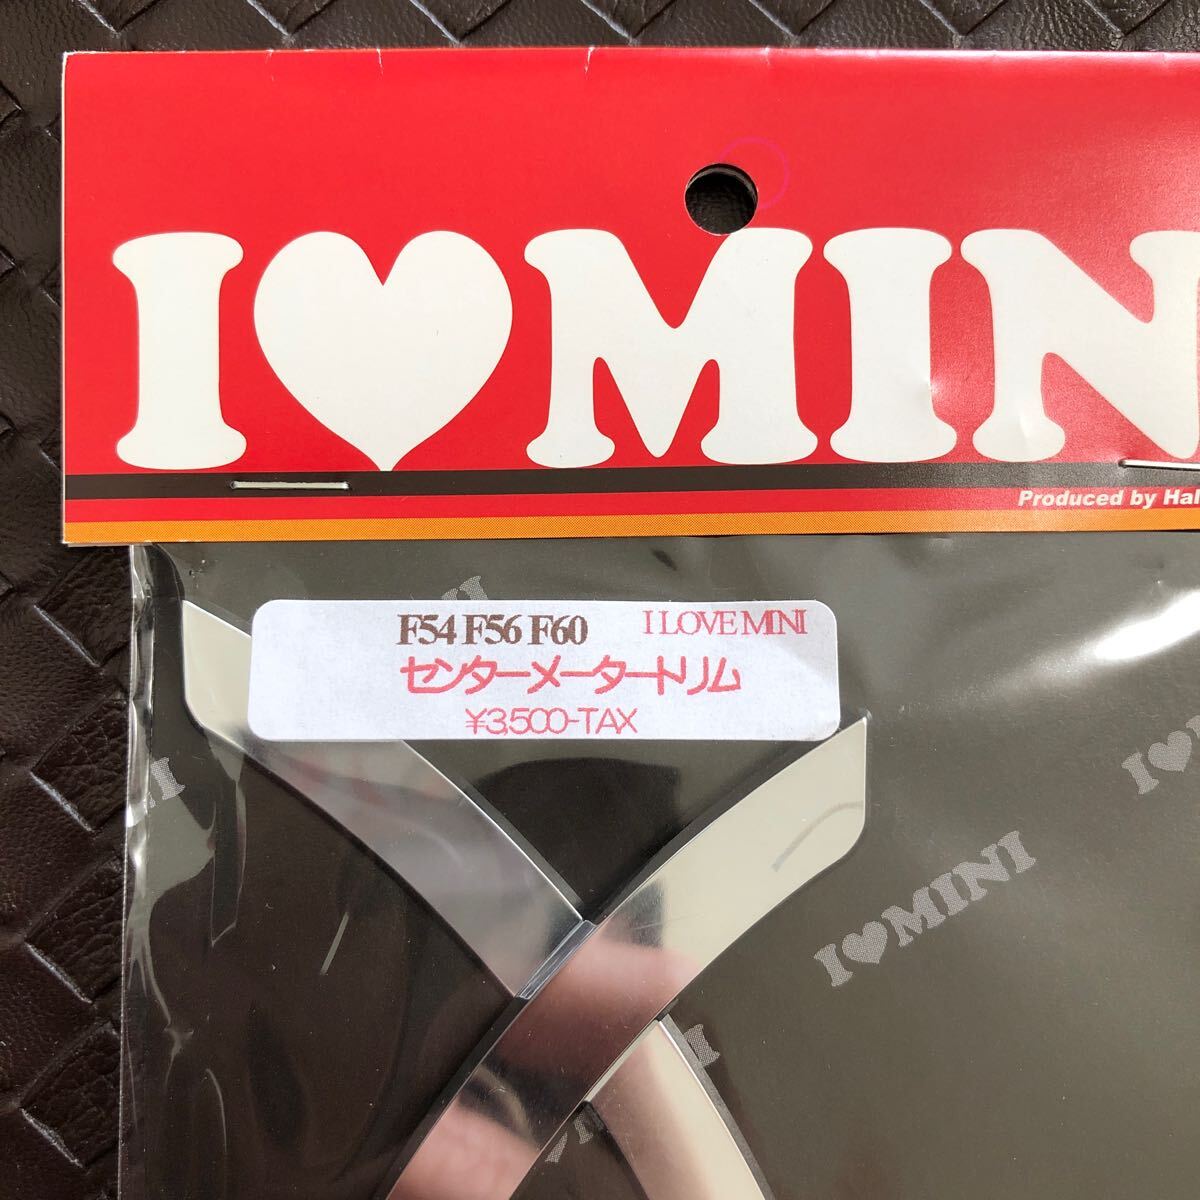 I♥MINI
Produced by Hal
F54 F56 F60 I LOVE MINI
センターメータートリム
¥3,500-TAX
I♥MINI